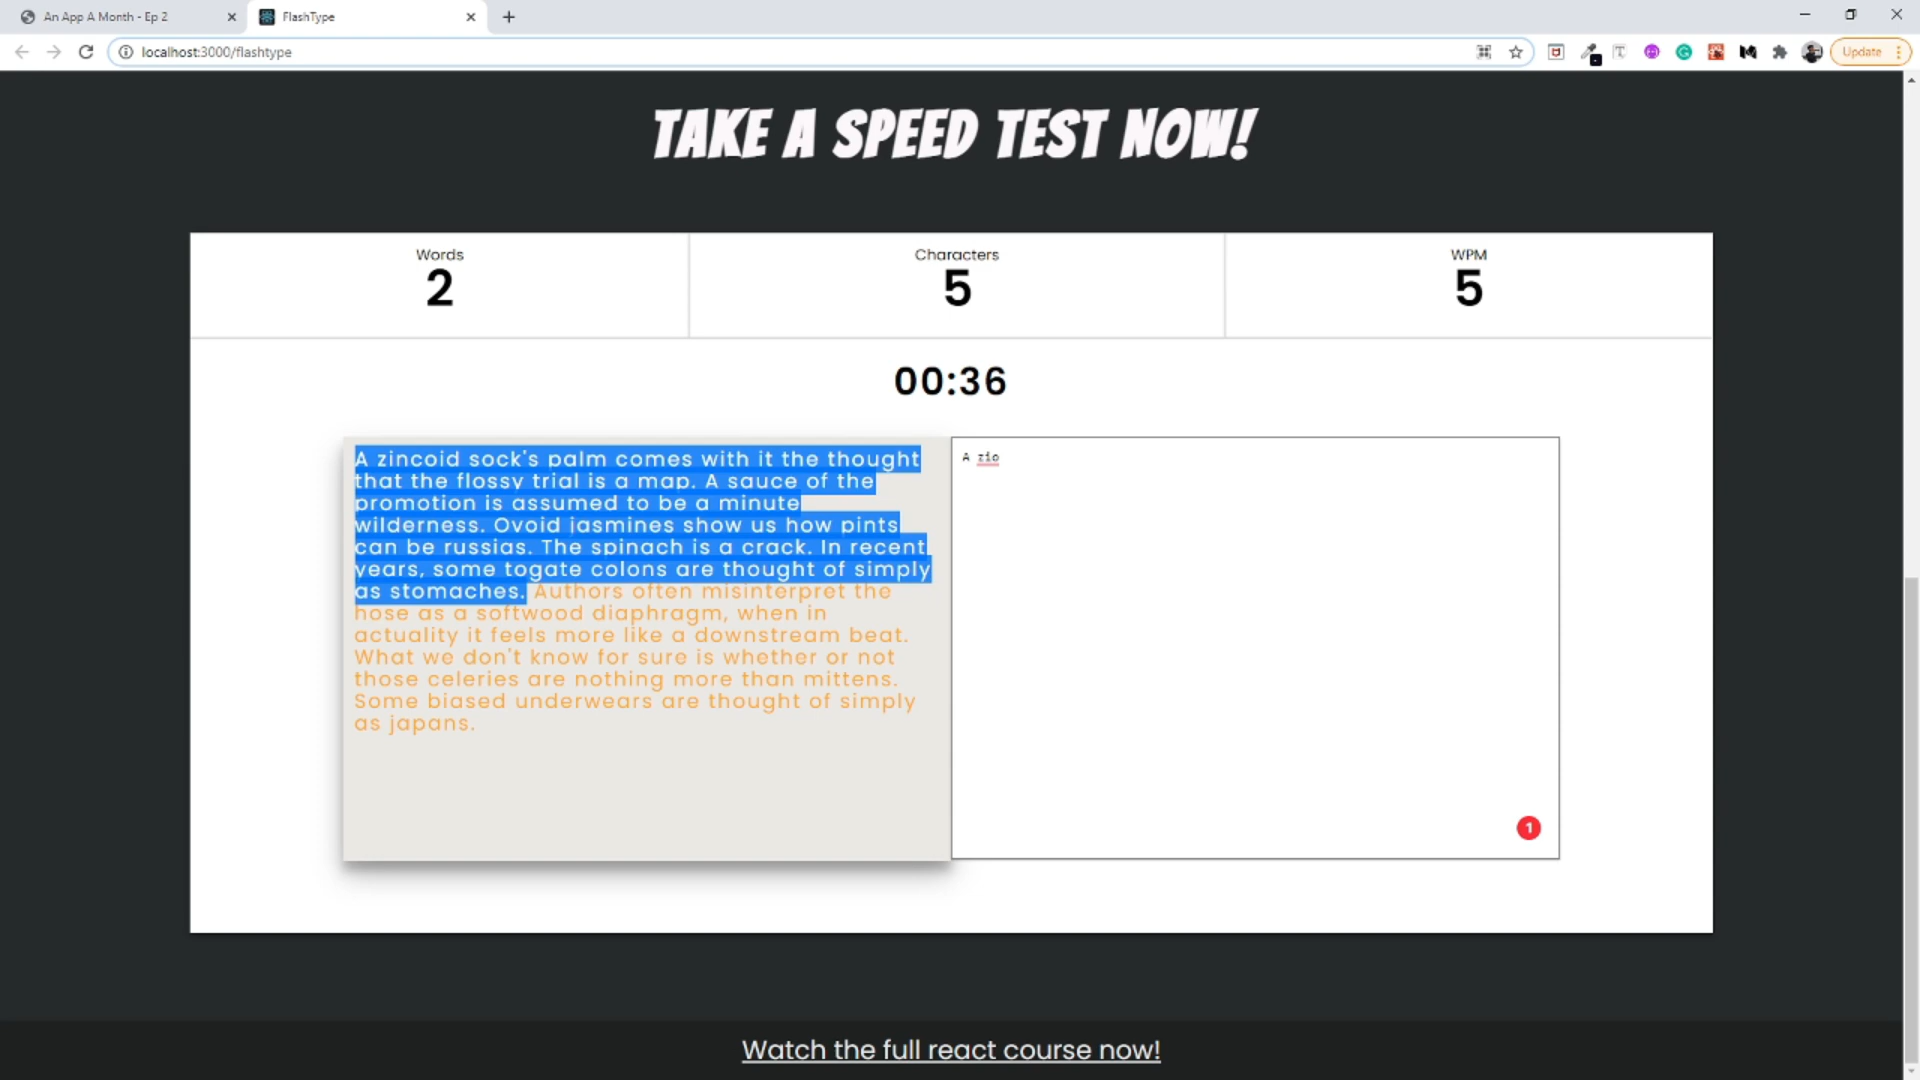 An App A Month - Ep 2
FlashType
localhost:3000/flashtype
Update
TAKE A SPEED TEST NOW!
Words
2
Characters
5
WPM
5
00:36
A zincoid sock's palm comes with it the thought
that the flossy trial is a map. A sauce of the
promotion is assumed to be a minute
wilderness. Ovoid jasmines show us how pints
can be russias. The spinach is a crack. In recent
years, some togate colons are thought of simply
as stomaches. Authors often misinterpret the
hose as a softwood diaphragm, when in
actuality it feels more like a downstream beat.
What we don't know for sure is whether or not
those celeries are nothing more than mittens.
Some biased underwears are thought of simply
as japans.
A zio
1
Watch the full react course now!